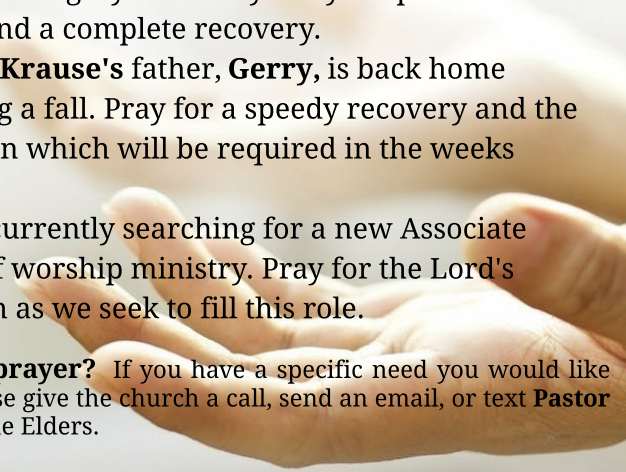 nd a complete recovery.
Krause's father, Gerry, is back home
g a fall. Pray for a speedy recovery and the
n which will be required in the weeks
currently searching for a new Associate
f worship ministry. Pray for the Lord's
n as we seek to fill this role.
prayer? If you have a specific need you would like
se give the church a call, send an email, or text Pastor
e Elders.